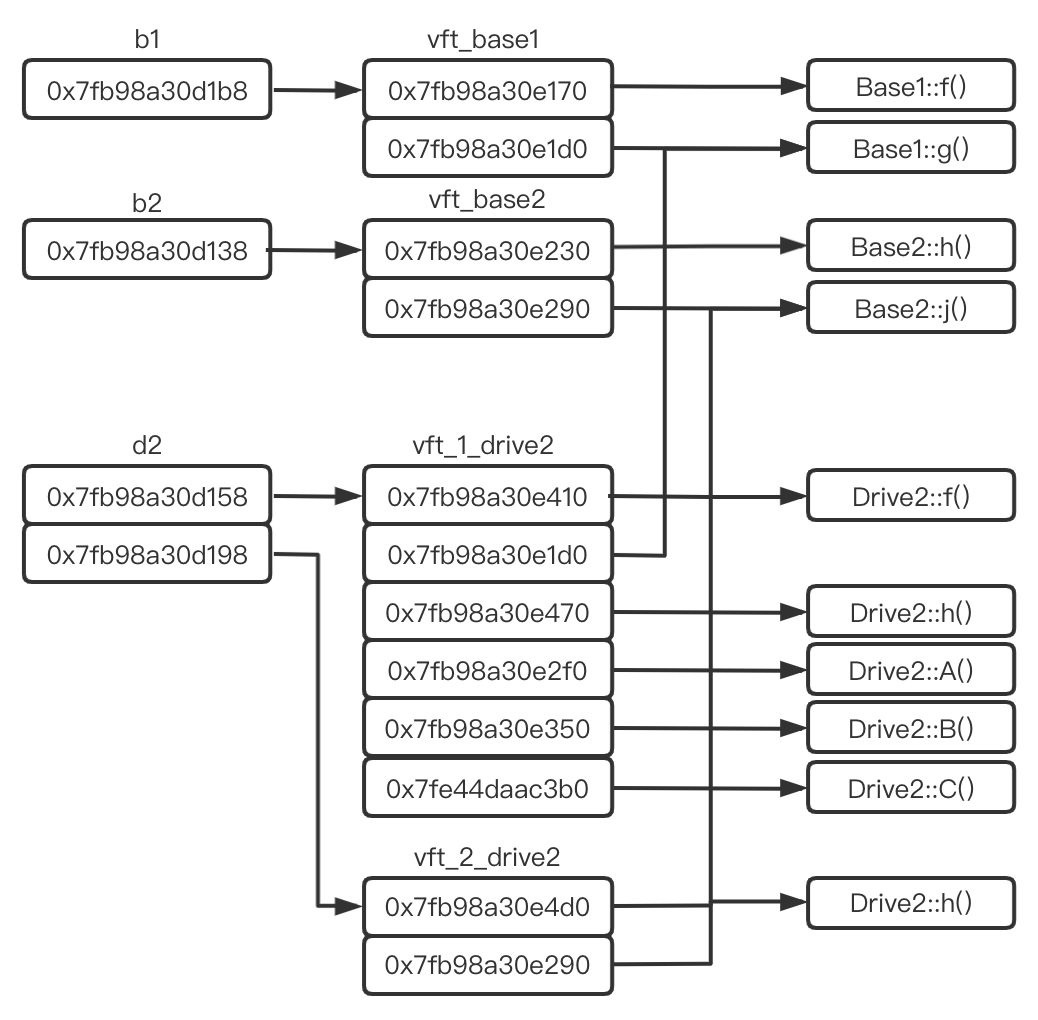 b1
vft_base1
0x7fb98a30d1b8
0x7fb98a30e170
Base1::f()
0x7fb98a30e1d0
Base1::g()
b2
vft_base2
0x7fb98a30d138
0x7fb98a30e230
Base2::h()
0x7fb98a30e290
Base2::j()
d2
vft_1_drive2
0x7fb98a30d158
0x7fb98a30e410
Drive2::f()
0x7fb98a30d198
0x7fb98a30e1d0
0x7fb98a30e470
Drive2::h()
0x7fb98a30e2f0
Drive2::A()
0x7fb98a30e350
Drive2::B()
0x7fe44daac3b0
Drive2::C()
vft_2_drive2
0x7fb98a30e4d0
Drive2::h()
0x7fb98a30e290